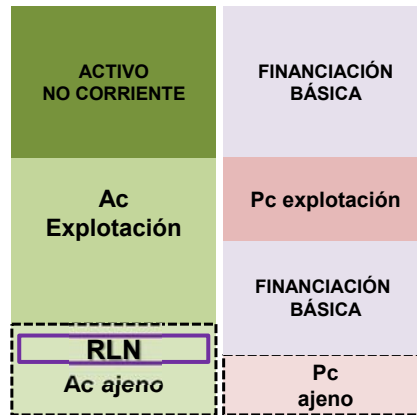 ACTIVO
NO CORRIENTE
Ac
Explotación
RLN
Ac ajeno
FINANCIACIÓN
BÁSICA
Pc explotación
FINANCIACIÓN
BÁSICA
Pc
ajeno